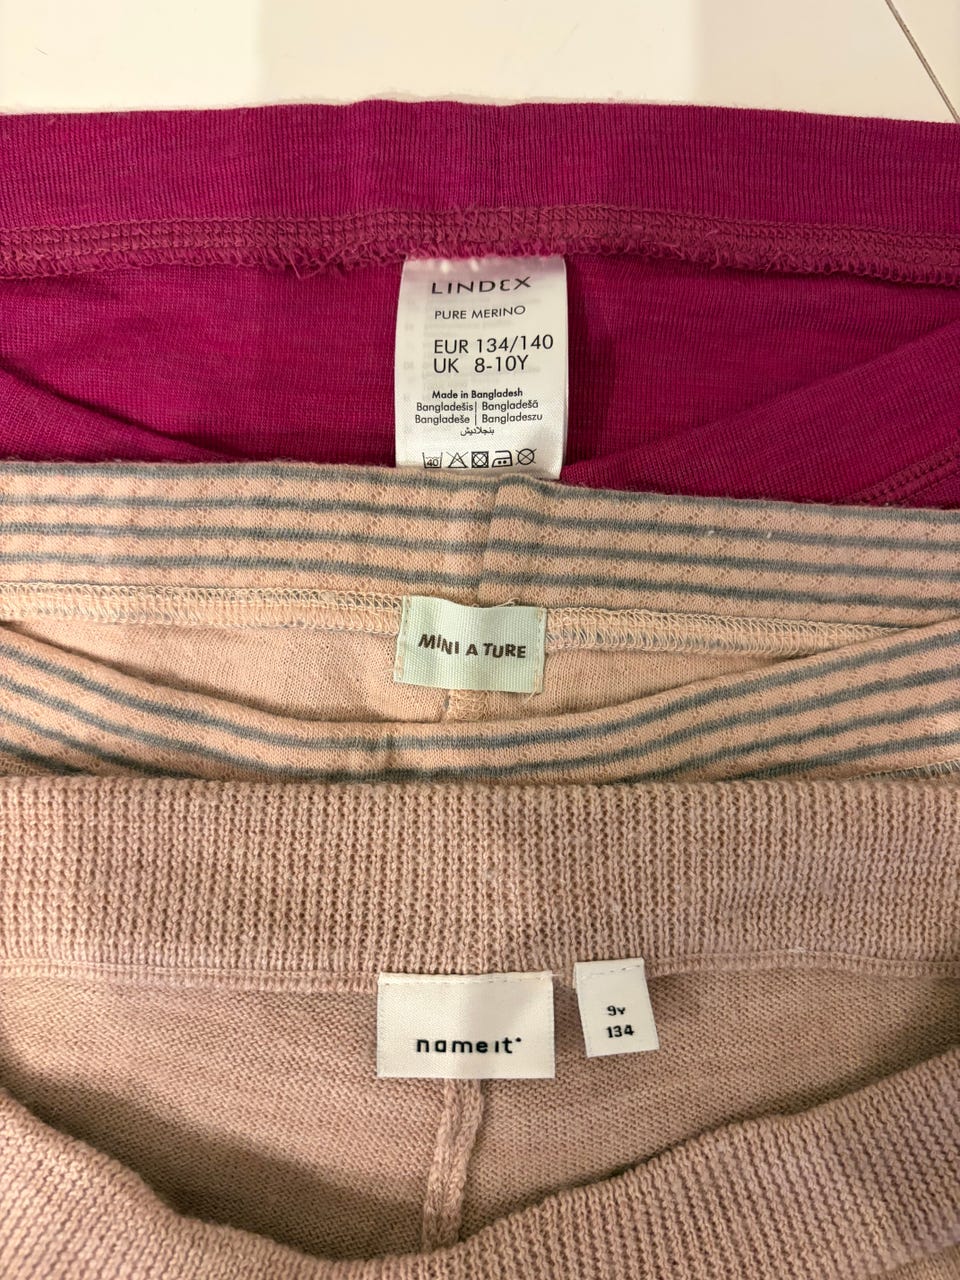 LINDEX
PURE MERINO
EUR 134/140
UK 8-10Y
Made in Bangladesh
Bangladešis | Bangladešā
Bangladeše | Bangladeszu
بنجلاديش
40
MINI A TURE
name it
9Y
134